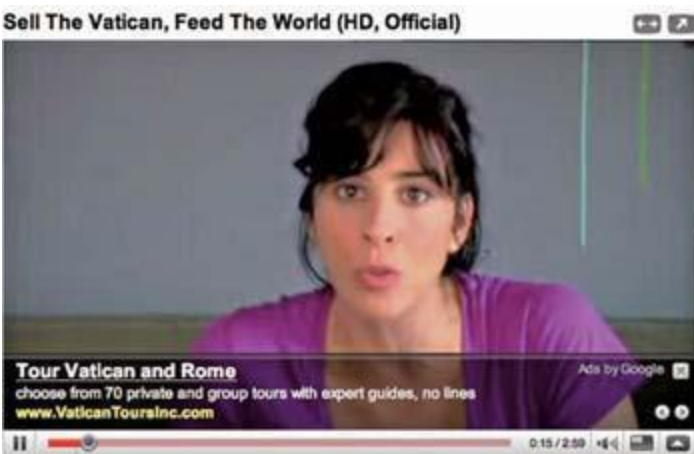 Sell The Vatican, Feed The World (HD, Official)
Tour Vatican and Rome
Ads by Google
choose from 70 private and group tours with expert guides, no lines
www.VaticanToursInc.com
0:15 / 2:59